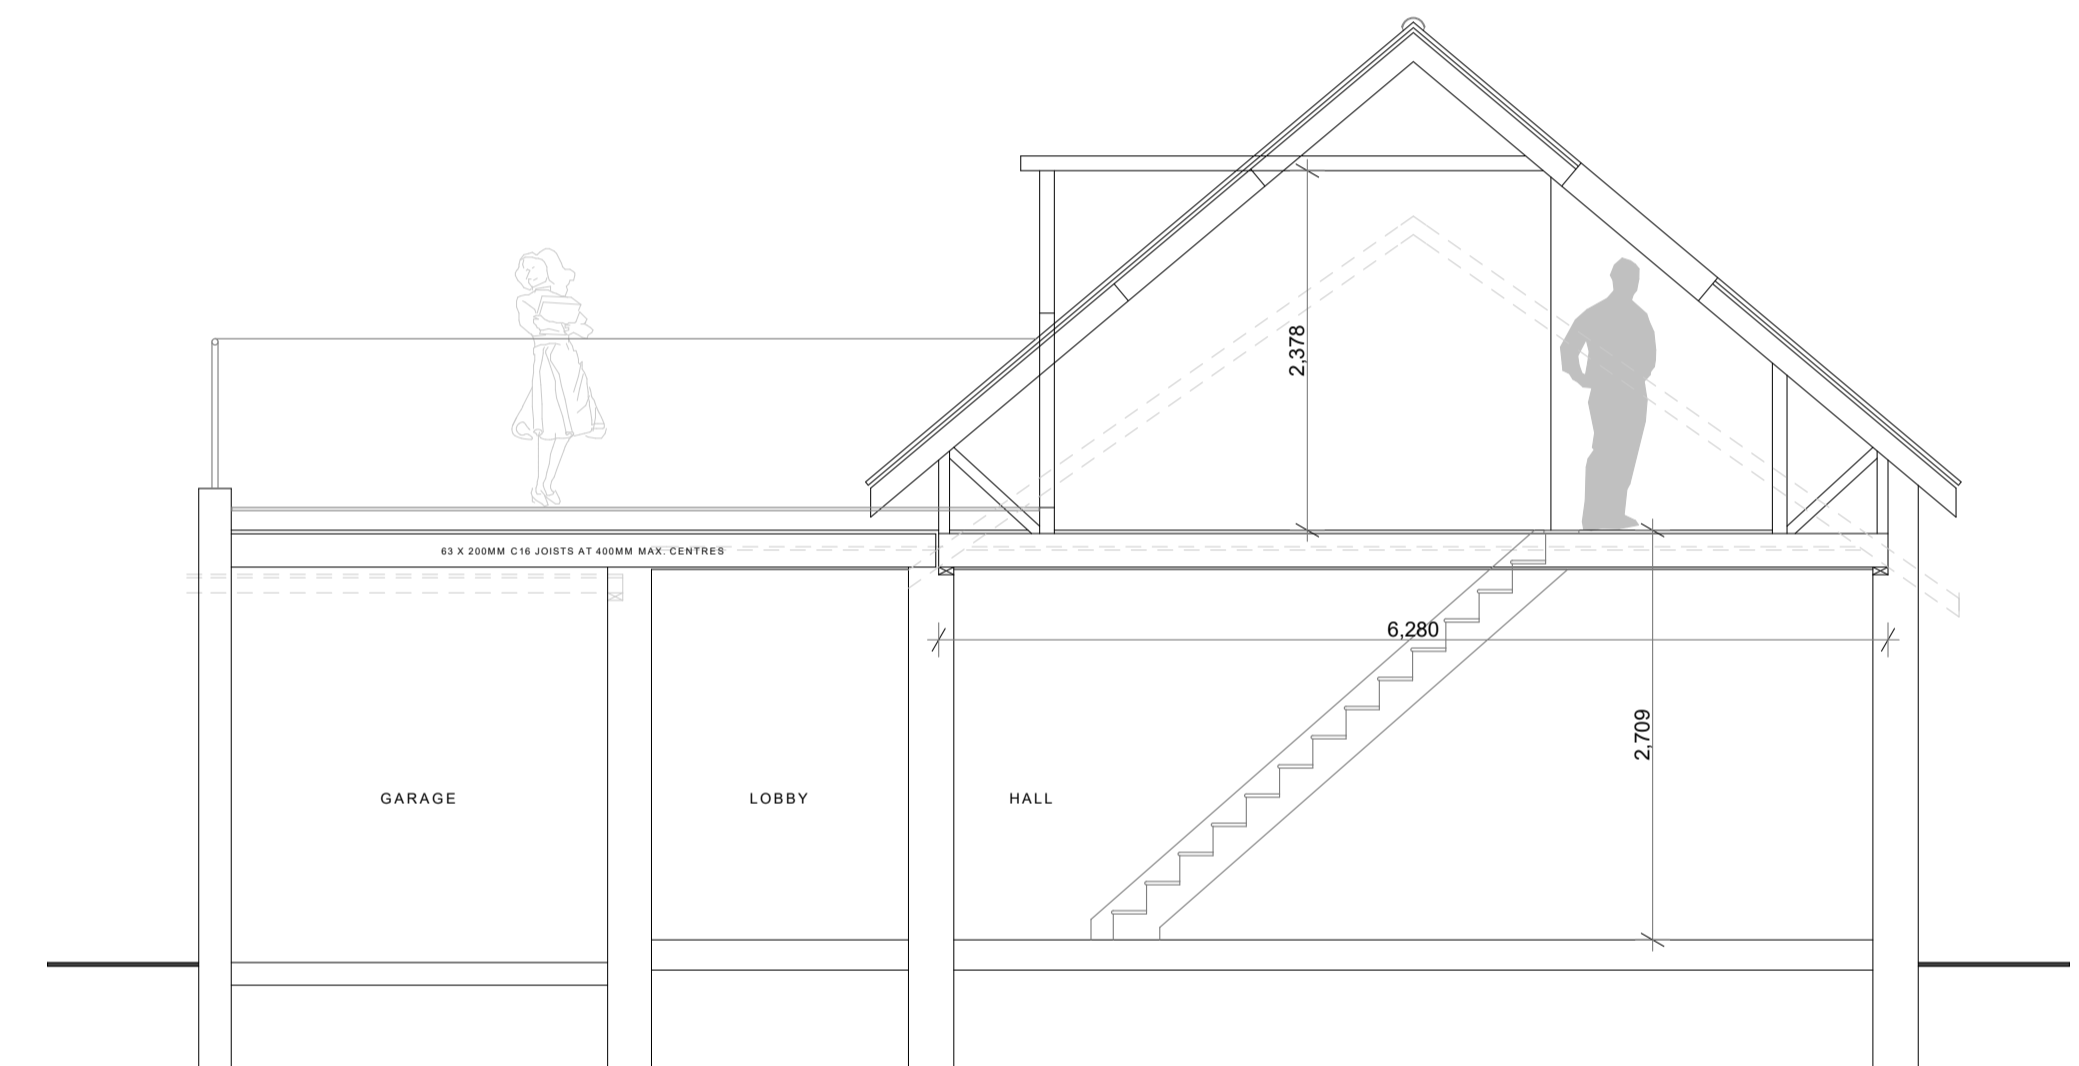 2,378
63 X 200MM C16 JOISTS AT 400MM MAX. CENTRES
6,280
2,709
GARAGE
LOBBY
HALL